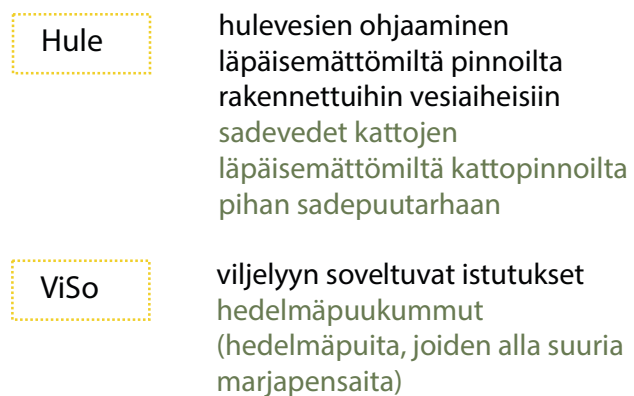 Hule
hulevesien ohjaaminen
läpäisemättömiltä pinnoilta
rakennettuihin vesiaiheisiin
sadevedet kattojen
läpäisemättömiltä kattopinnoilta
pihan sadepuutarhaan
ViSo
viljelyyn soveltuvat istutukset
hedelmäpuukummut
(hedelmäpuita, joiden alla suuria
marjapensaita)